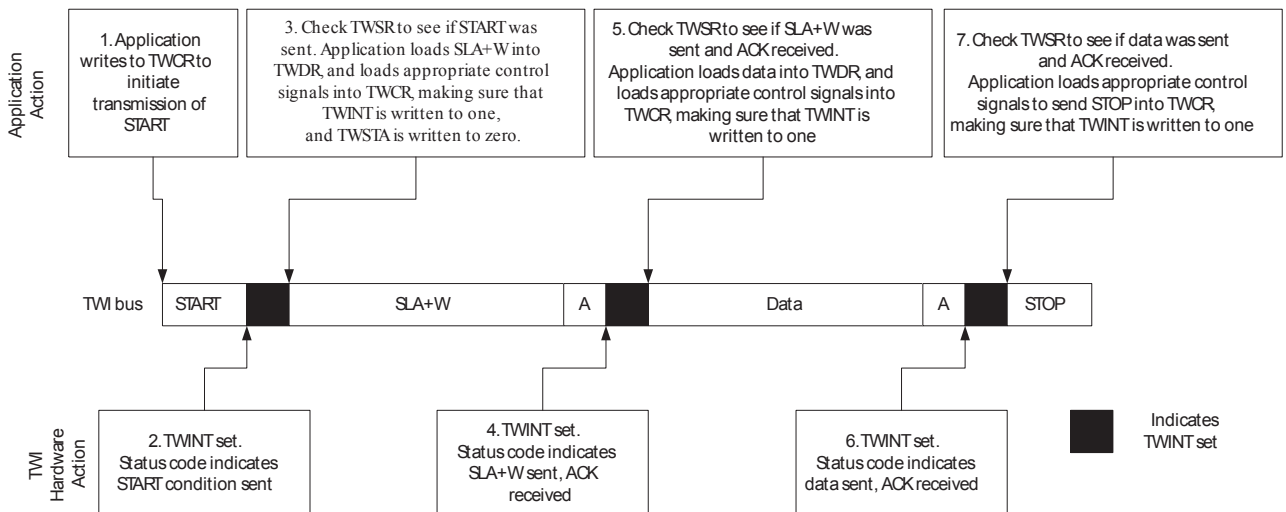 Application
Action
1. Application
writes to TWCR to
initiate
transmission of
START
3. Check TWSR to see if START was
sent. Application loads SLA+W into
TWDR, and loads appropriate control
signals into TWCR, making sure that
TWINT is written to one,
and TWSTA is written to zero.
5. Check TWSR to see if SLA+W was
sent and ACK received.
Application loads data into TWDR, and
loads appropriate control signals into
TWCR, making sure that TWINT is
written to one
7. Check TWSR to see if data was sent
and ACK received.
Application loads appropriate control
signals to send STOP into TWCR,
making sure that TWINT is written to one
TWI bus
START
SLA+W
A
Data
A
STOP
TWI
Hardware
Action
2. TWINT set.
Status code indicates
START condition sent
4. TWINT set.
Status code indicates
SLA+W sent, ACK
received
6. TWINT set.
Status code indicates
data sent, ACK received
Indicates
TWINT set